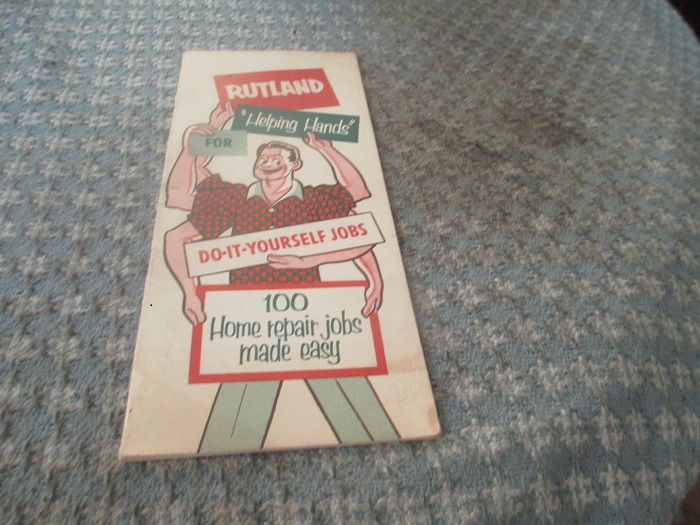 RUTLAND
"Helping Hands"
FOR
DO-IT-YOURSELF JOBS
100
Home repair jobs
made easy